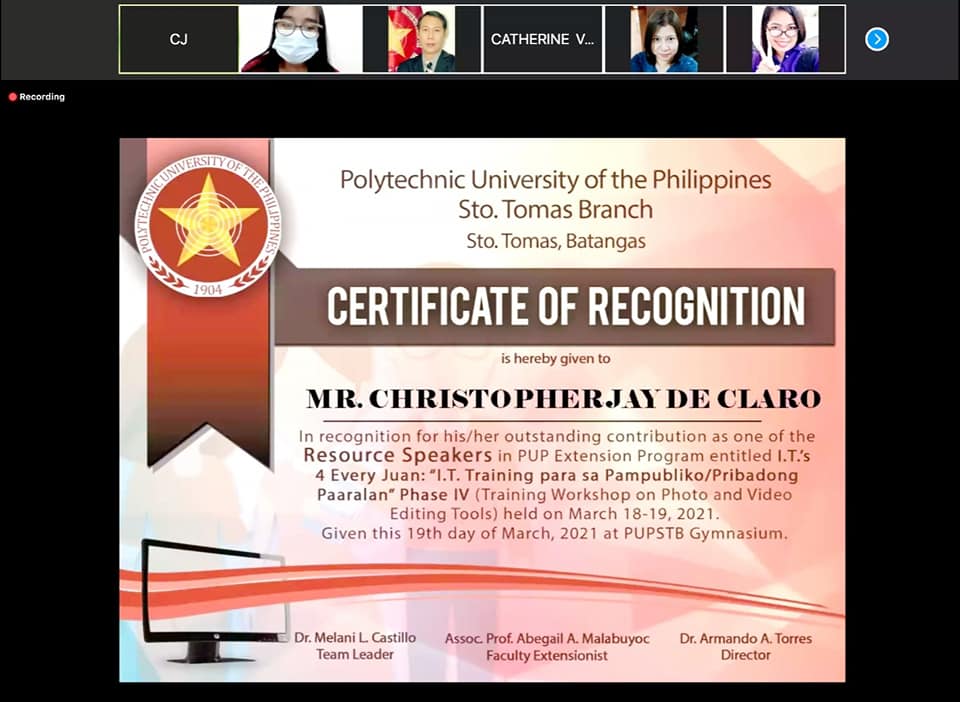 CJ
CATHERINE V...
Recording
POLYTECHNIC UNIVERSITY OF THE PHILIPPINES
1904
Polytechnic University of the Philippines
Sto. Tomas Branch
Sto. Tomas, Batangas
CERTIFICATE OF RECOGNITION
is hereby given to
MR. CHRISTOPHERJAY DE CLARO
In recognition for his/her outstanding contribution as one of the
Resource Speakers in PUP Extension Program entitled I.T.'s
4 Every Juan: "I.T. Training para sa Pampubliko/Pribadong
Paaralan" Phase IV (Training Workshop on Photo and Video
Editing Tools) held on March 18-19, 2021.
Given this 19th day of March, 2021 at PUPSTB Gymnasium.
Dr. Melani L. Castillo
Team Leader
Assoc. Prof. Abegail A. Malabuyoc
Faculty Extensionist
Dr. Armando A. Torres
Director